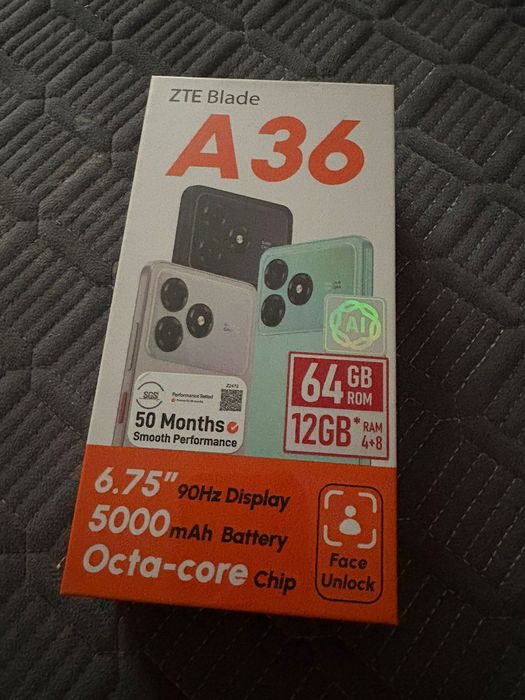 ZTE Blade
A36
AI
64 GB ROM
12GB* RAM 4+8
SGS
Performance Tested
Z2472
50 Months
Smooth Performance
6.75" 90Hz Display
5000mAh Battery
Octa-core Chip
Face
Unlock